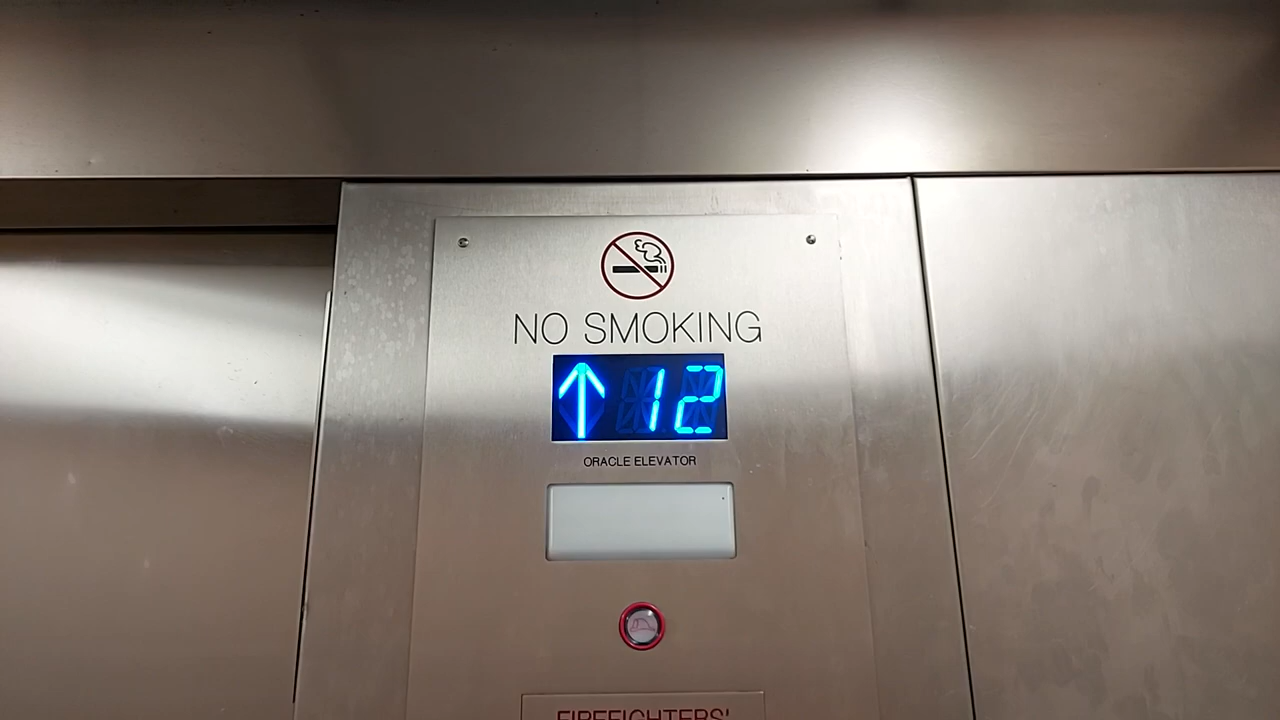 NO SMOKING
↑ 12
ORACLE ELEVATOR
FIREFIGHTERS'